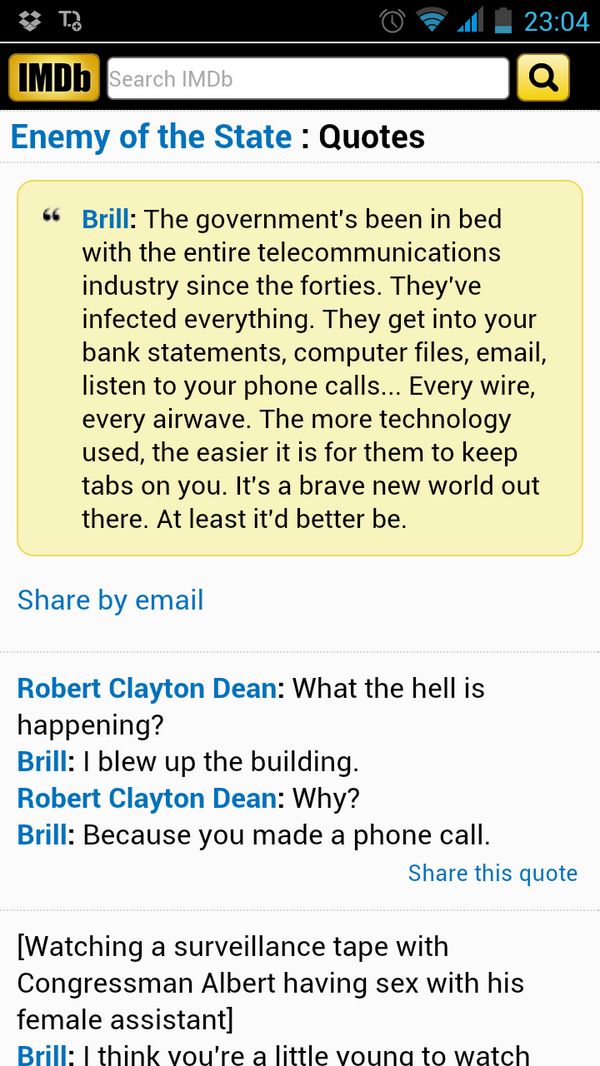 23:04
IMDb Search IMDb
Enemy of the State : Quotes
“ Brill: The government's been in bed
with the entire telecommunications
industry since the forties. They've
infected everything. They get into your
bank statements, computer files, email,
listen to your phone calls... Every wire,
every airwave. The more technology
used, the easier it is for them to keep
tabs on you. It's a brave new world out
there. At least it'd better be.
Share by email
Robert Clayton Dean: What the hell is
happening?
Brill: I blew up the building.
Robert Clayton Dean: Why?
Brill: Because you made a phone call.
Share this quote
[Watching a surveillance tape with
Congressman Albert having sex with his
female assistant]
Brill: I think you're a little young to watch